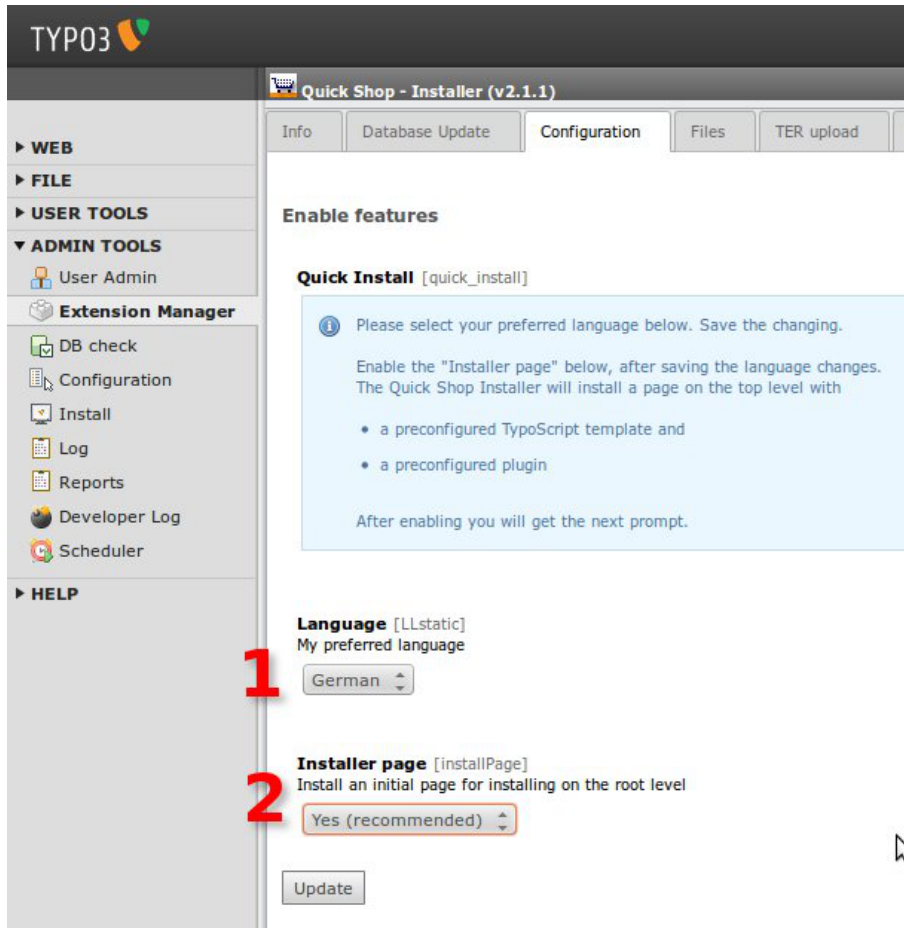 TYPO3
Quick Shop - Installer (v2.1.1)
Info Database Update Configuration Files TER upload
WEB
FILE
USER TOOLS
ADMIN TOOLS
User Admin
Extension Manager
DB check
Configuration
Install
Log
Reports
Developer Log
Scheduler
HELP
Enable features
Quick Install [quick_install]
Please select your preferred language below. Save the changing.
Enable the "Installer page" below, after saving the language changes.
The Quick Shop Installer will install a page on the top level with
• a preconfigured TypoScript template and
• a preconfigured plugin
After enabling you will get the next prompt.
Language [LLstatic]
My preferred language
1
German
Installer page [installPage]
Install an initial page for installing on the root level
2
Yes (recommended)
Update